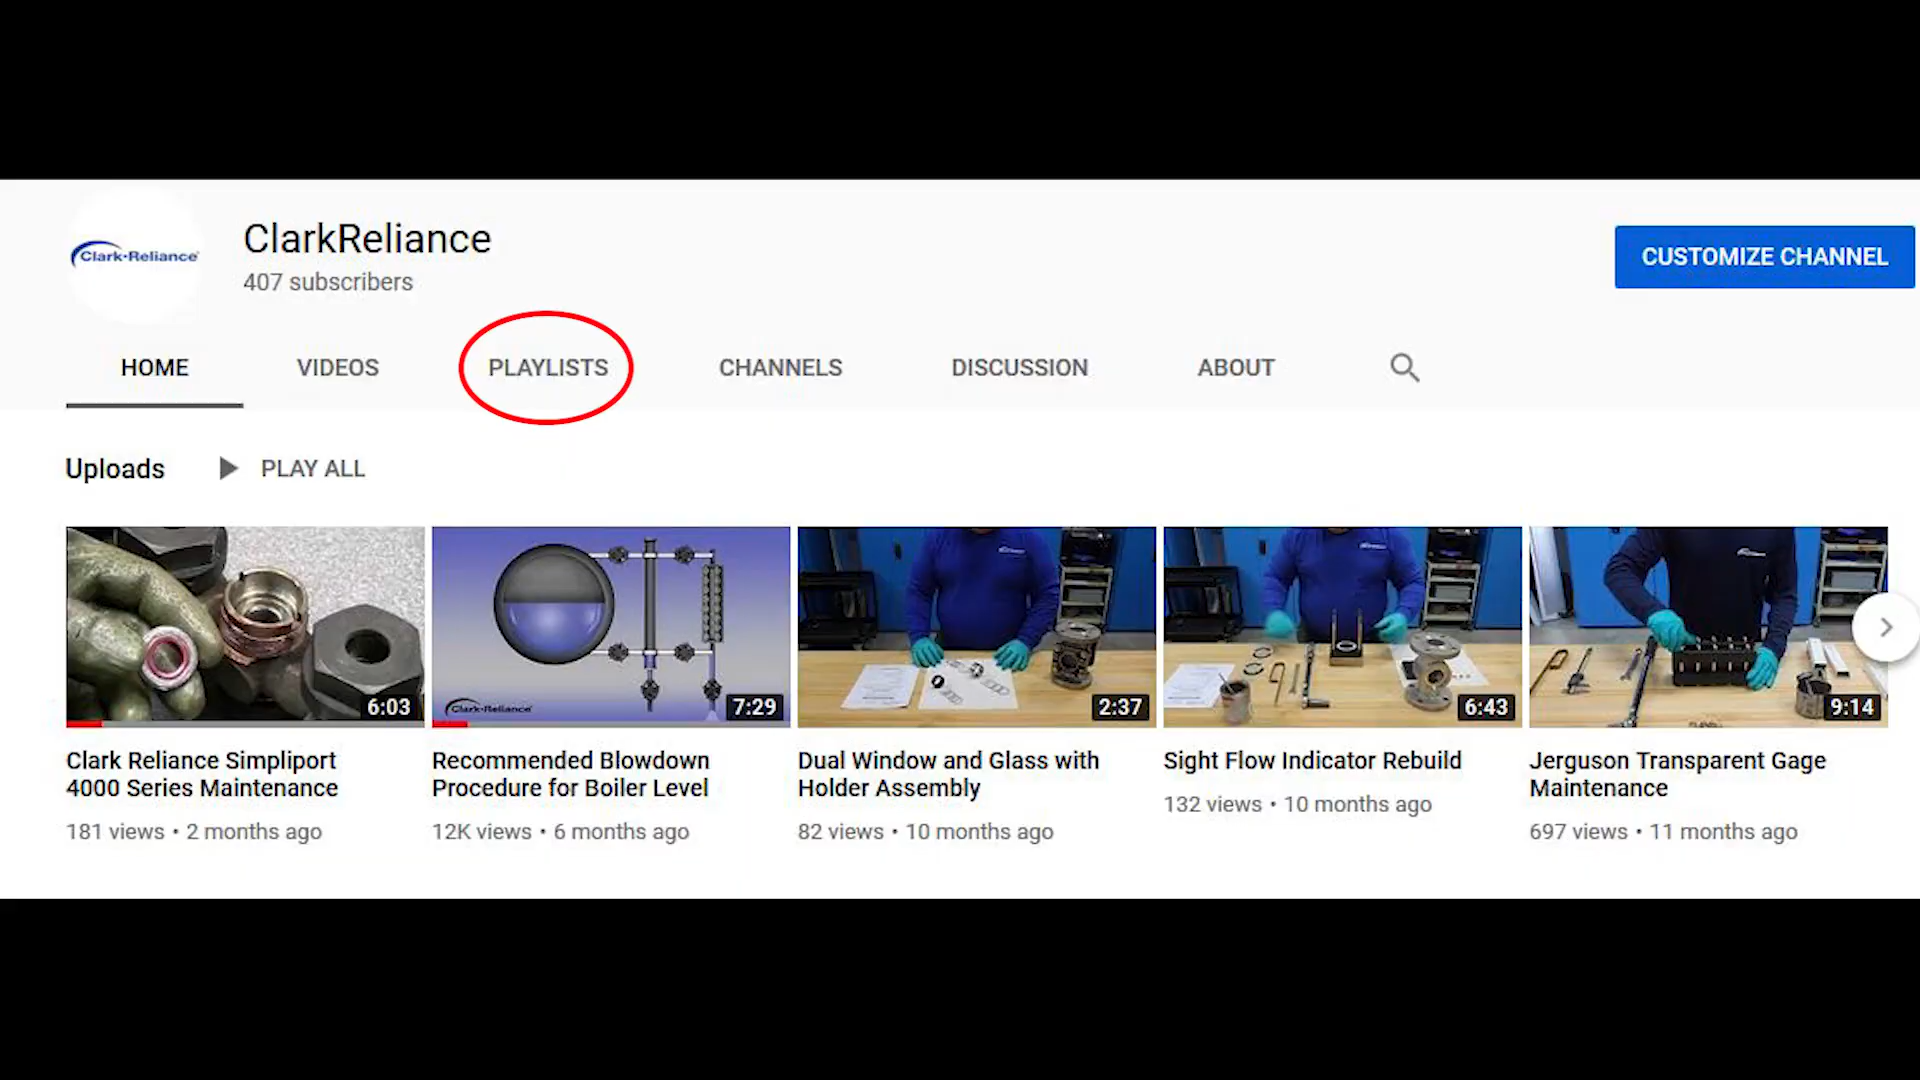 Clark·Reliance
ClarkReliance
407 subscribers
CUSTOMIZE CHANNEL
HOME VIDEOS PLAYLISTS CHANNELS DISCUSSION ABOUT
Uploads PLAY ALL
Clark·Reliance
6:03 7:29 2:37 6:43 9:14
Clark Reliance Simpliport
4000 Series Maintenance
181 views • 2 months ago
Recommended Blowdown
Procedure for Boiler Level
12K views • 6 months ago
Dual Window and Glass with
Holder Assembly
82 views • 10 months ago
Sight Flow Indicator Rebuild
132 views • 10 months ago
Jerguson Transparent Gage
Maintenance
697 views • 11 months ago